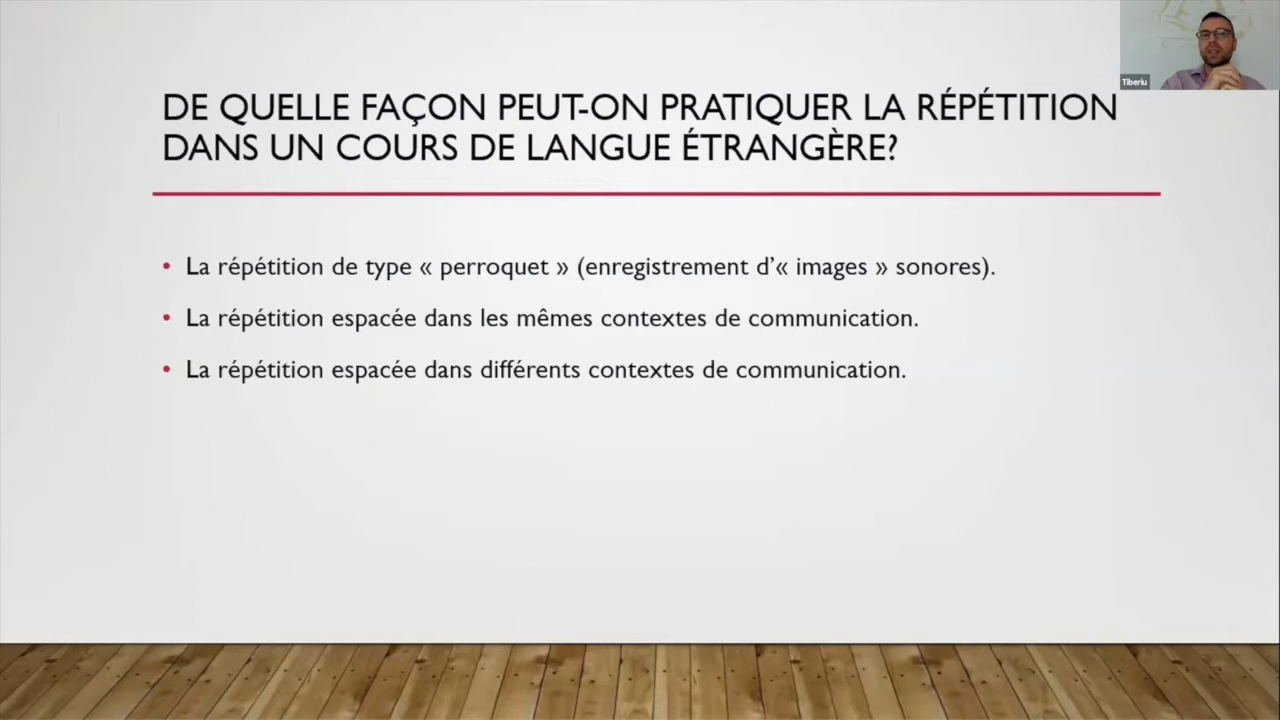 DE QUELLE FAÇON PEUT-ON PRATIQUER LA RÉPÉTITION
DANS UN COURS DE LANGUE ÉTRANGÈRE?
• La répétition de type « perroquet » (enregistrement d’« images » sonores).
• La répétition espacée dans les mêmes contextes de communication.
• La répétition espacée dans différents contextes de communication.
Tiberiu